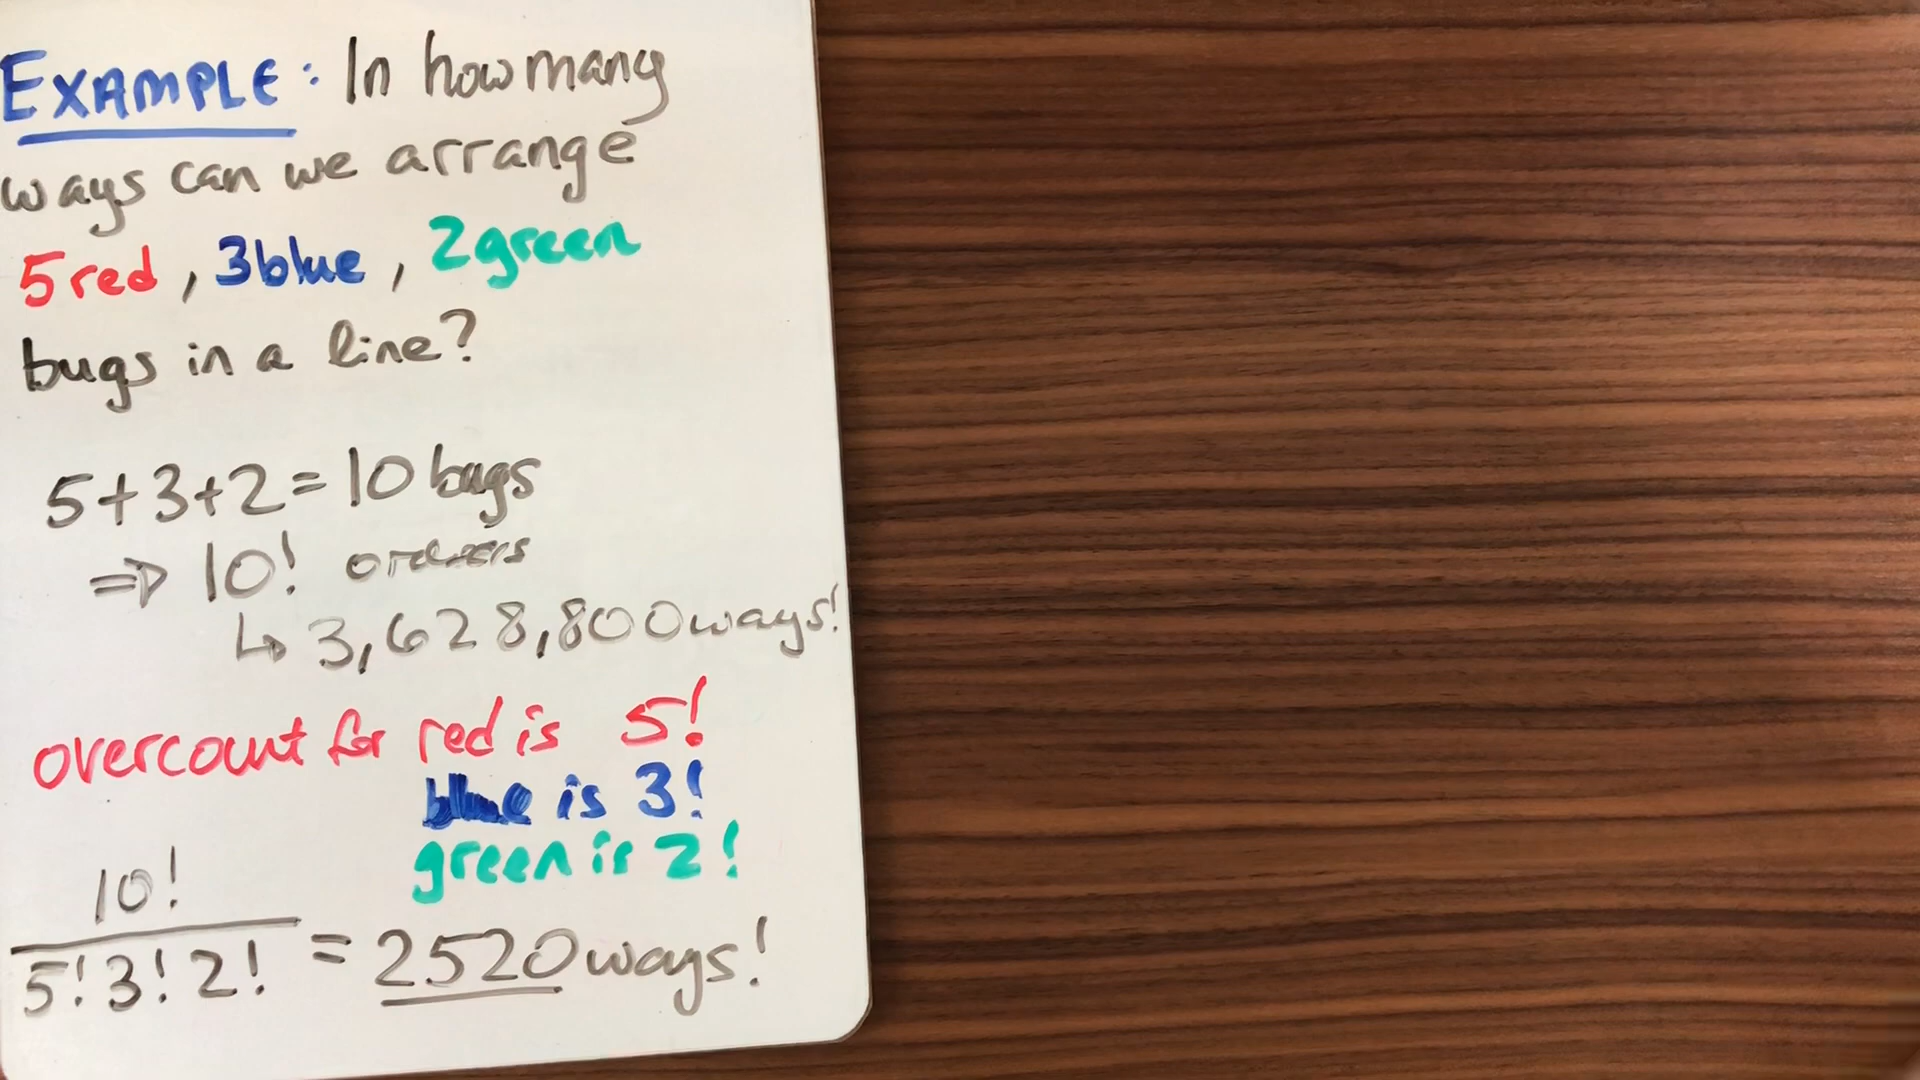 EXAMPLE: In how many
ways can we arrange
5 red, 3 blue, 2 green
bugs in a line?
5+3+2=10 bugs
⇒ 10! orders
↳ 3,628,800 ways!
overcount for red is 5!
blue is 3!
green is 2!
10!
5! 3! 2!
= 2520 ways!